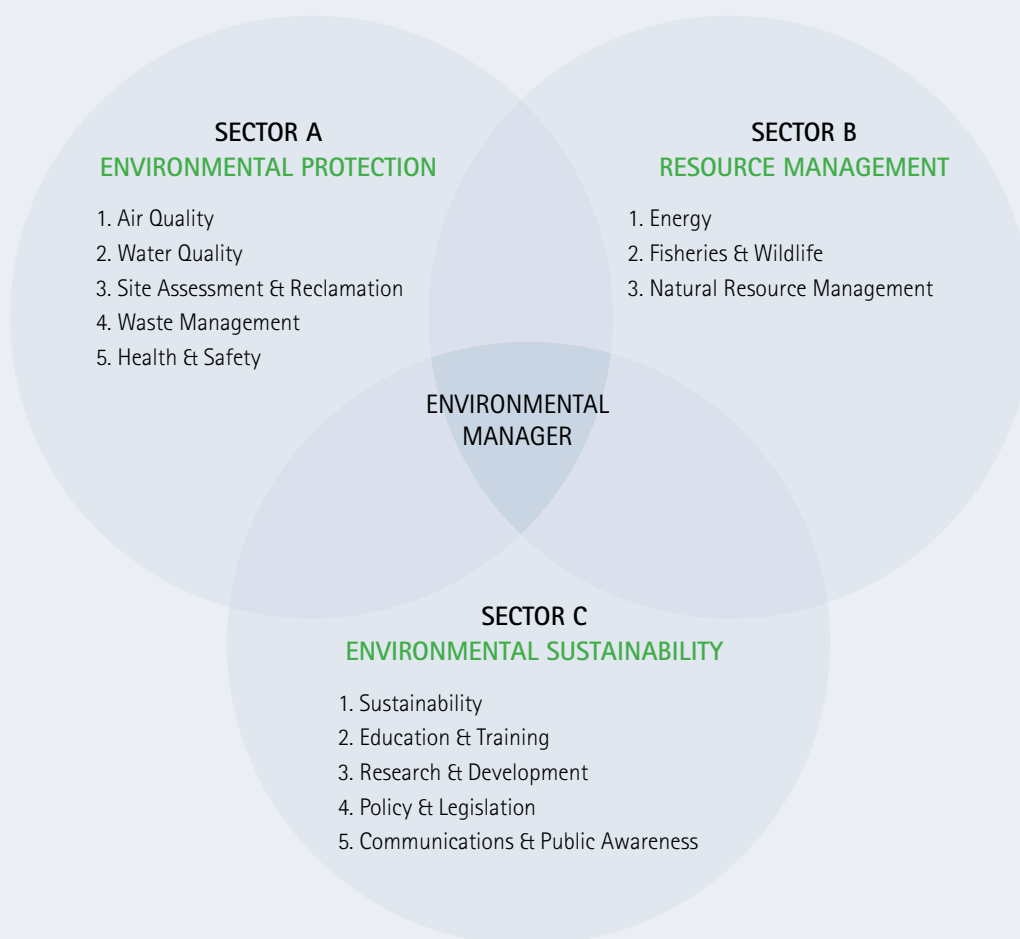 SECTOR A
ENVIRONMENTAL PROTECTION
1. Air Quality
2. Water Quality
3. Site Assessment & Reclamation
4. Waste Management
5. Health & Safety
SECTOR B
RESOURCE MANAGEMENT
1. Energy
2. Fisheries & Wildlife
3. Natural Resource Management
ENVIRONMENTAL
MANAGER
SECTOR C
ENVIRONMENTAL SUSTAINABILITY
1. Sustainability
2. Education & Training
3. Research & Development
4. Policy & Legislation
5. Communications & Public Awareness